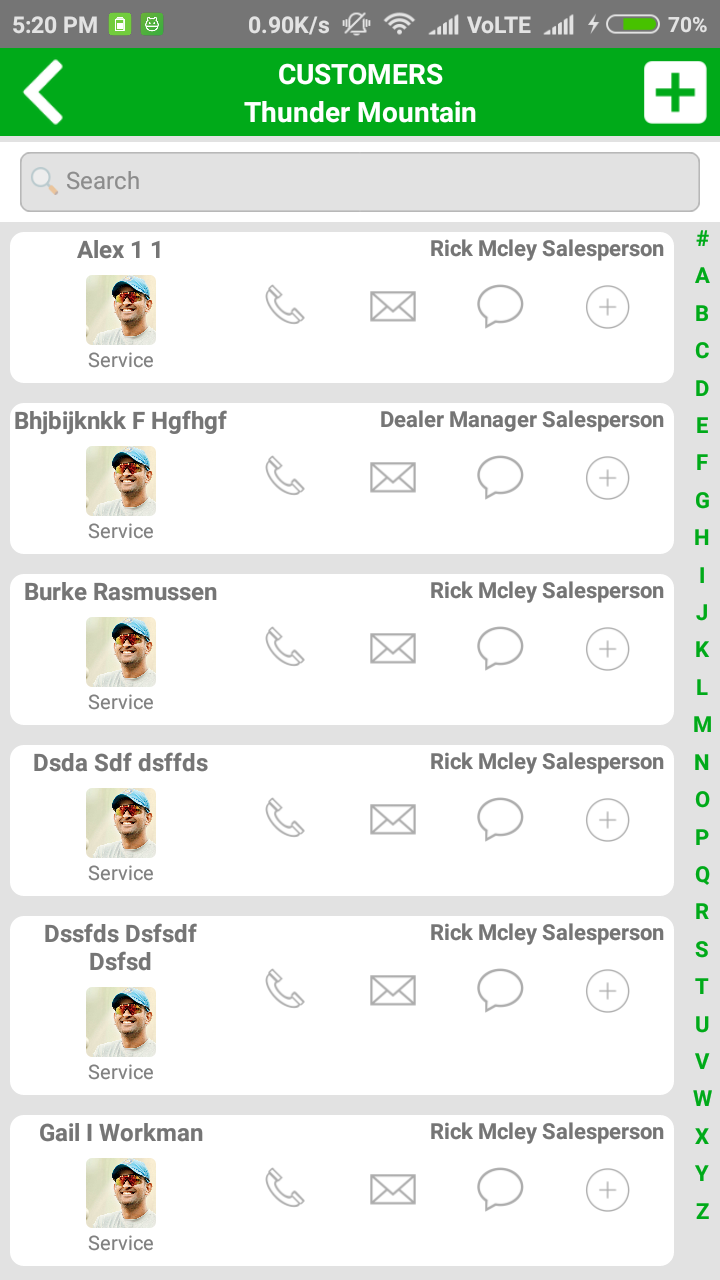 5:20 PM 0.90K/s VoLTE 70%
CUSTOMERS
Thunder Mountain
Search
Alex 1 1 Rick Mcley Salesperson
Service
Bhjbijknkk F Hgfhgf Dealer Manager Salesperson
Service
Burke Rasmussen Rick Mcley Salesperson
Service
Dsda Sdf dsffds Rick Mcley Salesperson
Service
Dssfds Dsfsdf Rick Mcley Salesperson
Dsfsd
Service
Gail I Workman Rick Mcley Salesperson
Service
#
A
B
C
D
E
F
G
H
I
J
K
L
M
N
O
P
Q
R
S
T
U
V
W
X
Y
Z